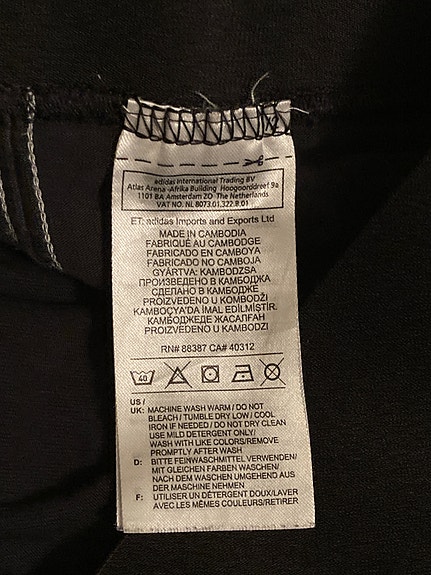 adidas International Trading BV
Atlas Arena -Afrika Building Hoogoorddreef 9a
1101 BA Amsterdam ZO The Netherlands
VAT NO. NL 8073.01.322.B.01
ET: adidas Imports and Exports Ltd
MADE IN CAMBODIA
FABRIQUÉ AU CAMBODGE
FABRICADO EN CAMBOYA
FABRICADO NO CAMBOJA
GYÁRTVA: KAMBODZSA
ПРОИЗВЕДЕНО В КАМБОДЖА
СДЕЛАНО В КАМБОДЖЕ
PROIZVEDENO U KOMBODŽI
KAMBOÇYA'DA İMAL EDİLMİŞTİR.
КАМБОДЖЕДЕ ЖАСАЛҒАН
PROIZVEDENO U KAMBODZI
RN# 88387 CA# 40312
40
US /
UK: MACHINE WASH WARM / DO NOT
BLEACH / TUMBLE DRY LOW / COOL
IRON IF NEEDED / DO NOT DRY CLEAN
USE MILD DETERGENT ONLY/
WASH WITH LIKE COLORS/REMOVE
PROMPTLY AFTER WASH
D: BITTE FEINWASCHMITTEL VERWENDEN/
MIT GLEICHEN FARBEN WASCHEN/
NACH DEM WASCHEN UMGEHEND AUS
DER MASCHINE NEHMEN
F: UTILISER UN DÉTERGENT DOUX/LAVER
AVEC LES MÊMES COULEURS/RETIRER